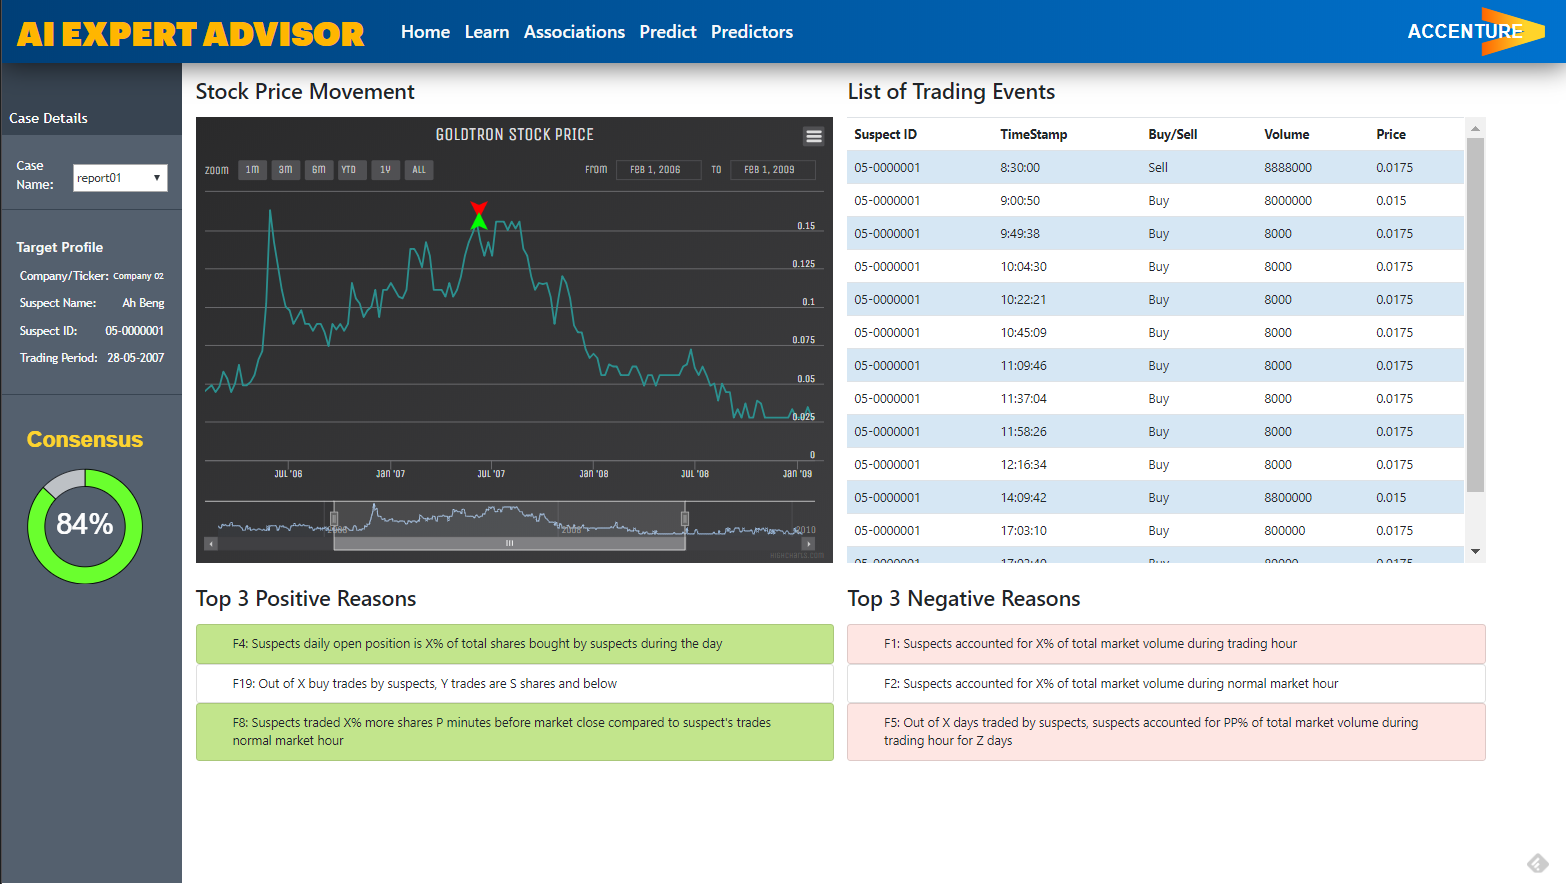 AI EXPERT ADVISOR
Home Learn Associations Predict Predictors
ACCENTURE
Case Details
Case Name: report01
Target Profile
Company/Ticker: Company 02
Suspect Name: Ah Beng
Suspect ID: 05-0000001
Trading Period: 28-05-2007
Consensus
84%
Stock Price Movement
GOLDTRON STOCK PRICE
Zoom 1m 3m 6m YTD 1Y ALL From Feb 1, 2006 To Feb 1, 2009
0.15
0.125
0.1
0.075
0.05
0.025
0
Jul '06 Jan '07 Jul '07 Jan '08 Jul '08 Jan '09
2006 2008 2010
Highcharts.com
List of Trading Events
Suspect ID TimeStamp Buy/Sell Volume Price
05-0000001 8:30:00 Sell 8888000 0.0175
05-0000001 9:00:50 Buy 8000000 0.015
05-0000001 9:49:38 Buy 8000 0.0175
05-0000001 10:04:30 Buy 8000 0.0175
05-0000001 10:22:21 Buy 8000 0.0175
05-0000001 10:45:09 Buy 8000 0.0175
05-0000001 11:09:46 Buy 8000 0.0175
05-0000001 11:37:04 Buy 8000 0.0175
05-0000001 11:58:26 Buy 8000 0.0175
05-0000001 12:16:34 Buy 8000 0.0175
05-0000001 14:09:42 Buy 8800000 0.015
05-0000001 17:03:10 Buy 800000 0.0175
Top 3 Positive Reasons
F4: Suspects daily open position is X% of total shares bought by suspects during the day
F19: Out of X buy trades by suspects, Y trades are S shares and below
F8: Suspects traded X% more shares P minutes before market close compared to suspect's trades
normal market hour
Top 3 Negative Reasons
F1: Suspects accounted for X% of total market volume during trading hour
F2: Suspects accounted for X% of total market volume during normal market hour
F5: Out of X days traded by suspects, suspects accounted for PP% of total market volume during
trading hour for Z days